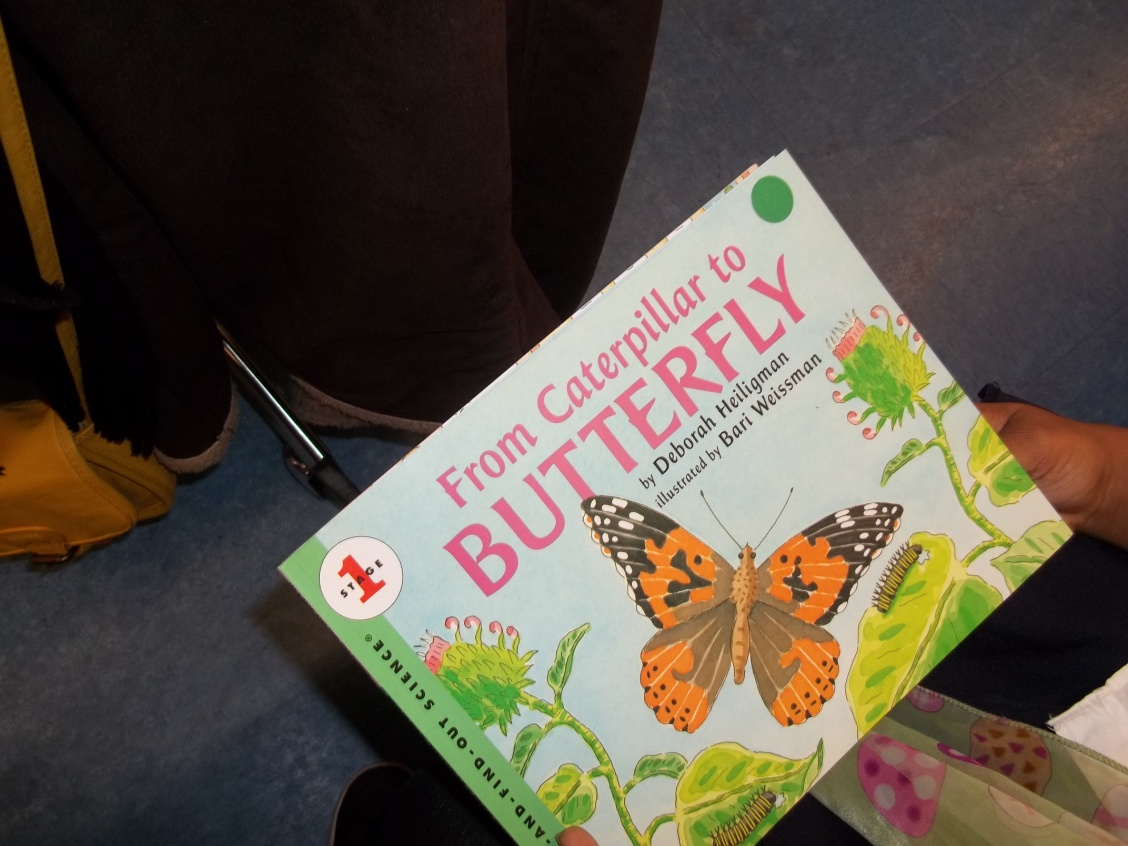 From Caterpillar to
BUTTERFLY
by Deborah Heiligman
illustrated by Bari Weissman
STAGE 1
-AND-FIND-OUT SCIENCE®